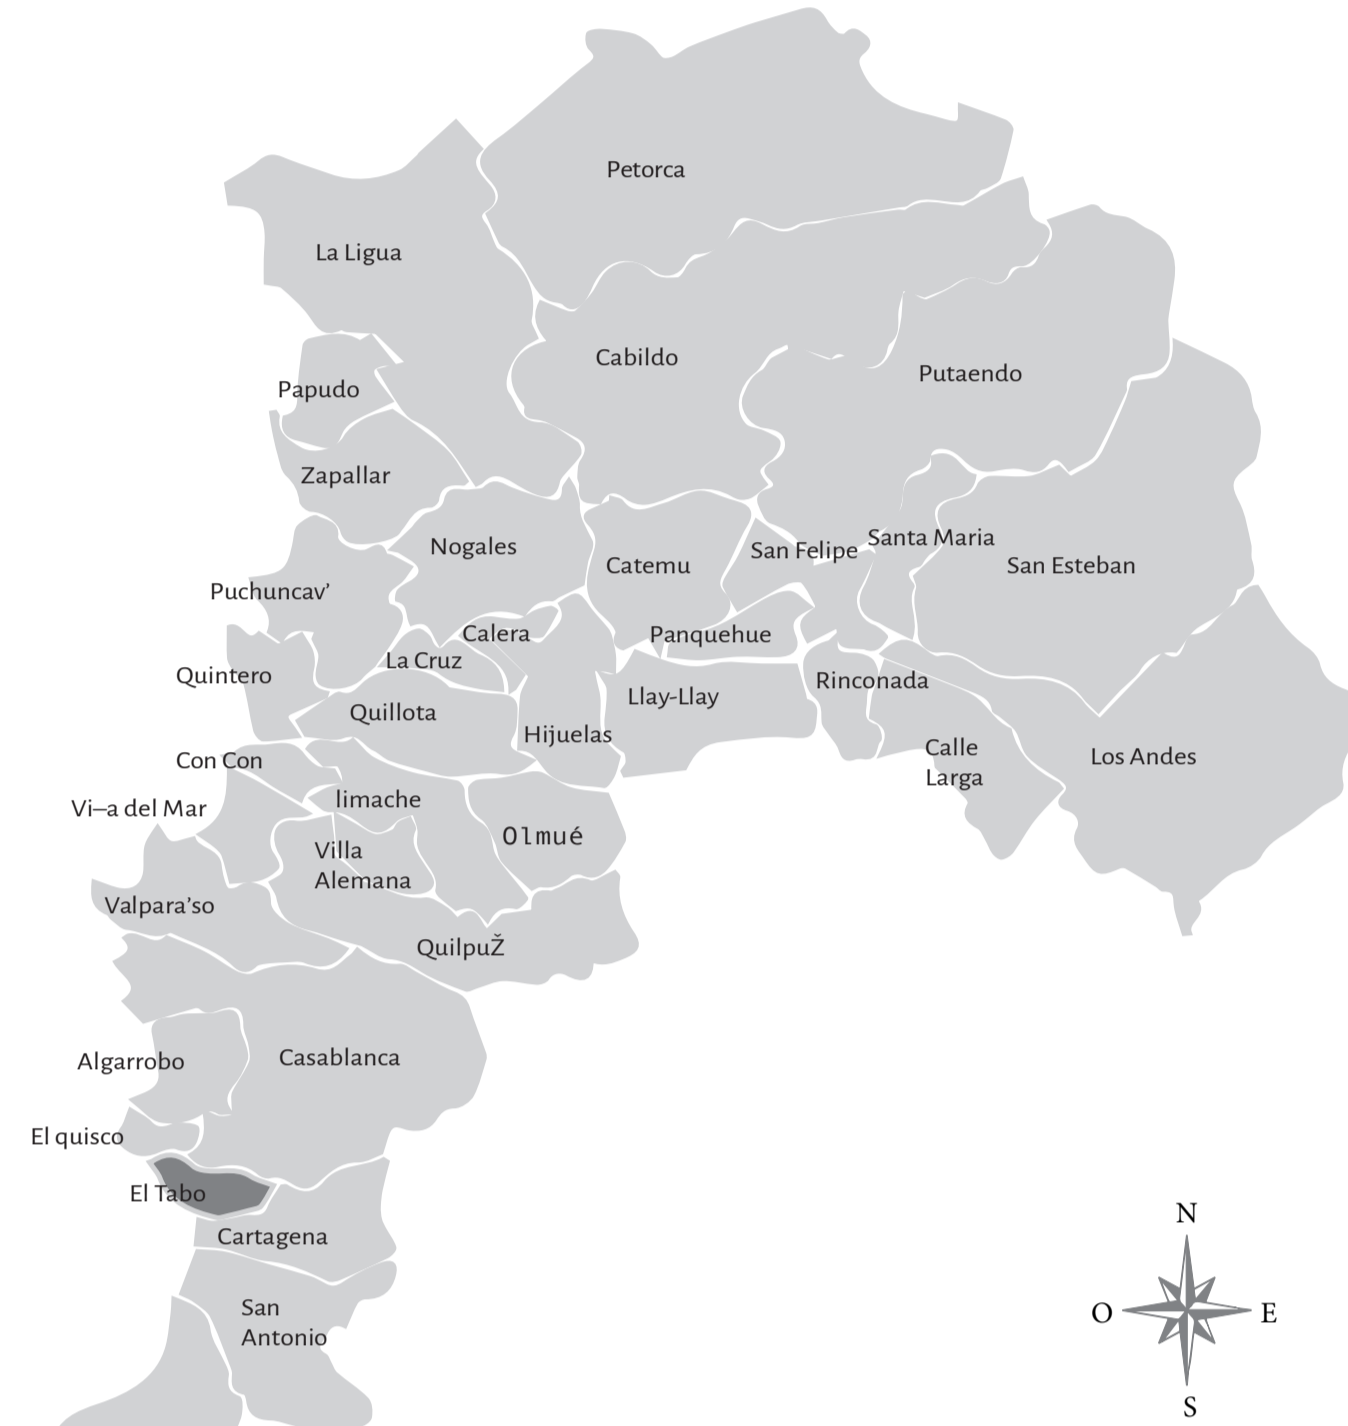 Petorca
La Ligua
Cabildo
Putaendo
Papudo
Zapallar
Nogales
Catemu
San Felipe
Santa Maria
San Esteban
Puchuncav’
Calera
Panquehue
La Cruz
Quintero
Rinconada
Llay-Llay
Quillota
Hijuelas
Calle
Larga
Los Andes
Con Con
limache
Vi–a del Mar
Olmué
Villa
Alemana
Valpara’so
QuilpuŽ
Casablanca
Algarrobo
El quisco
El Tabo
Cartagena
San
Antonio
N
O
E
S